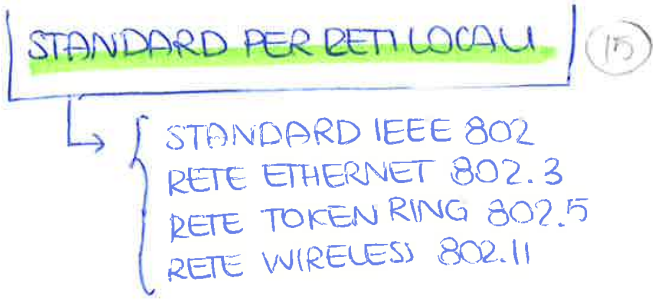 STANDARD PER RETI LOCALI
15
STANDARD IEEE 802
RETE ETHERNET 802.3
RETE TOKEN RING 802.5
RETE WIRELESS 802.11